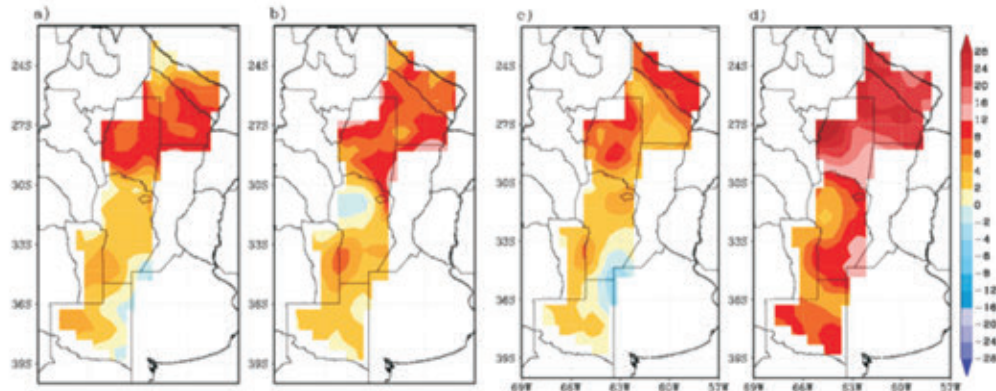 a) b) c) d)
24S 24S 24S 24S
27S 27S 27S 27S
30S 30S 30S 30S
33S 33S 33S 33S
36S 36S 36S 36S
39S 39S 39S 39S
69W 66W 63W 60W 57W 69W 66W 63W 60W 57W
28
24
20
16
12
8
6
4
2
0
-2
-4
-8
-12
-16
-24
-28